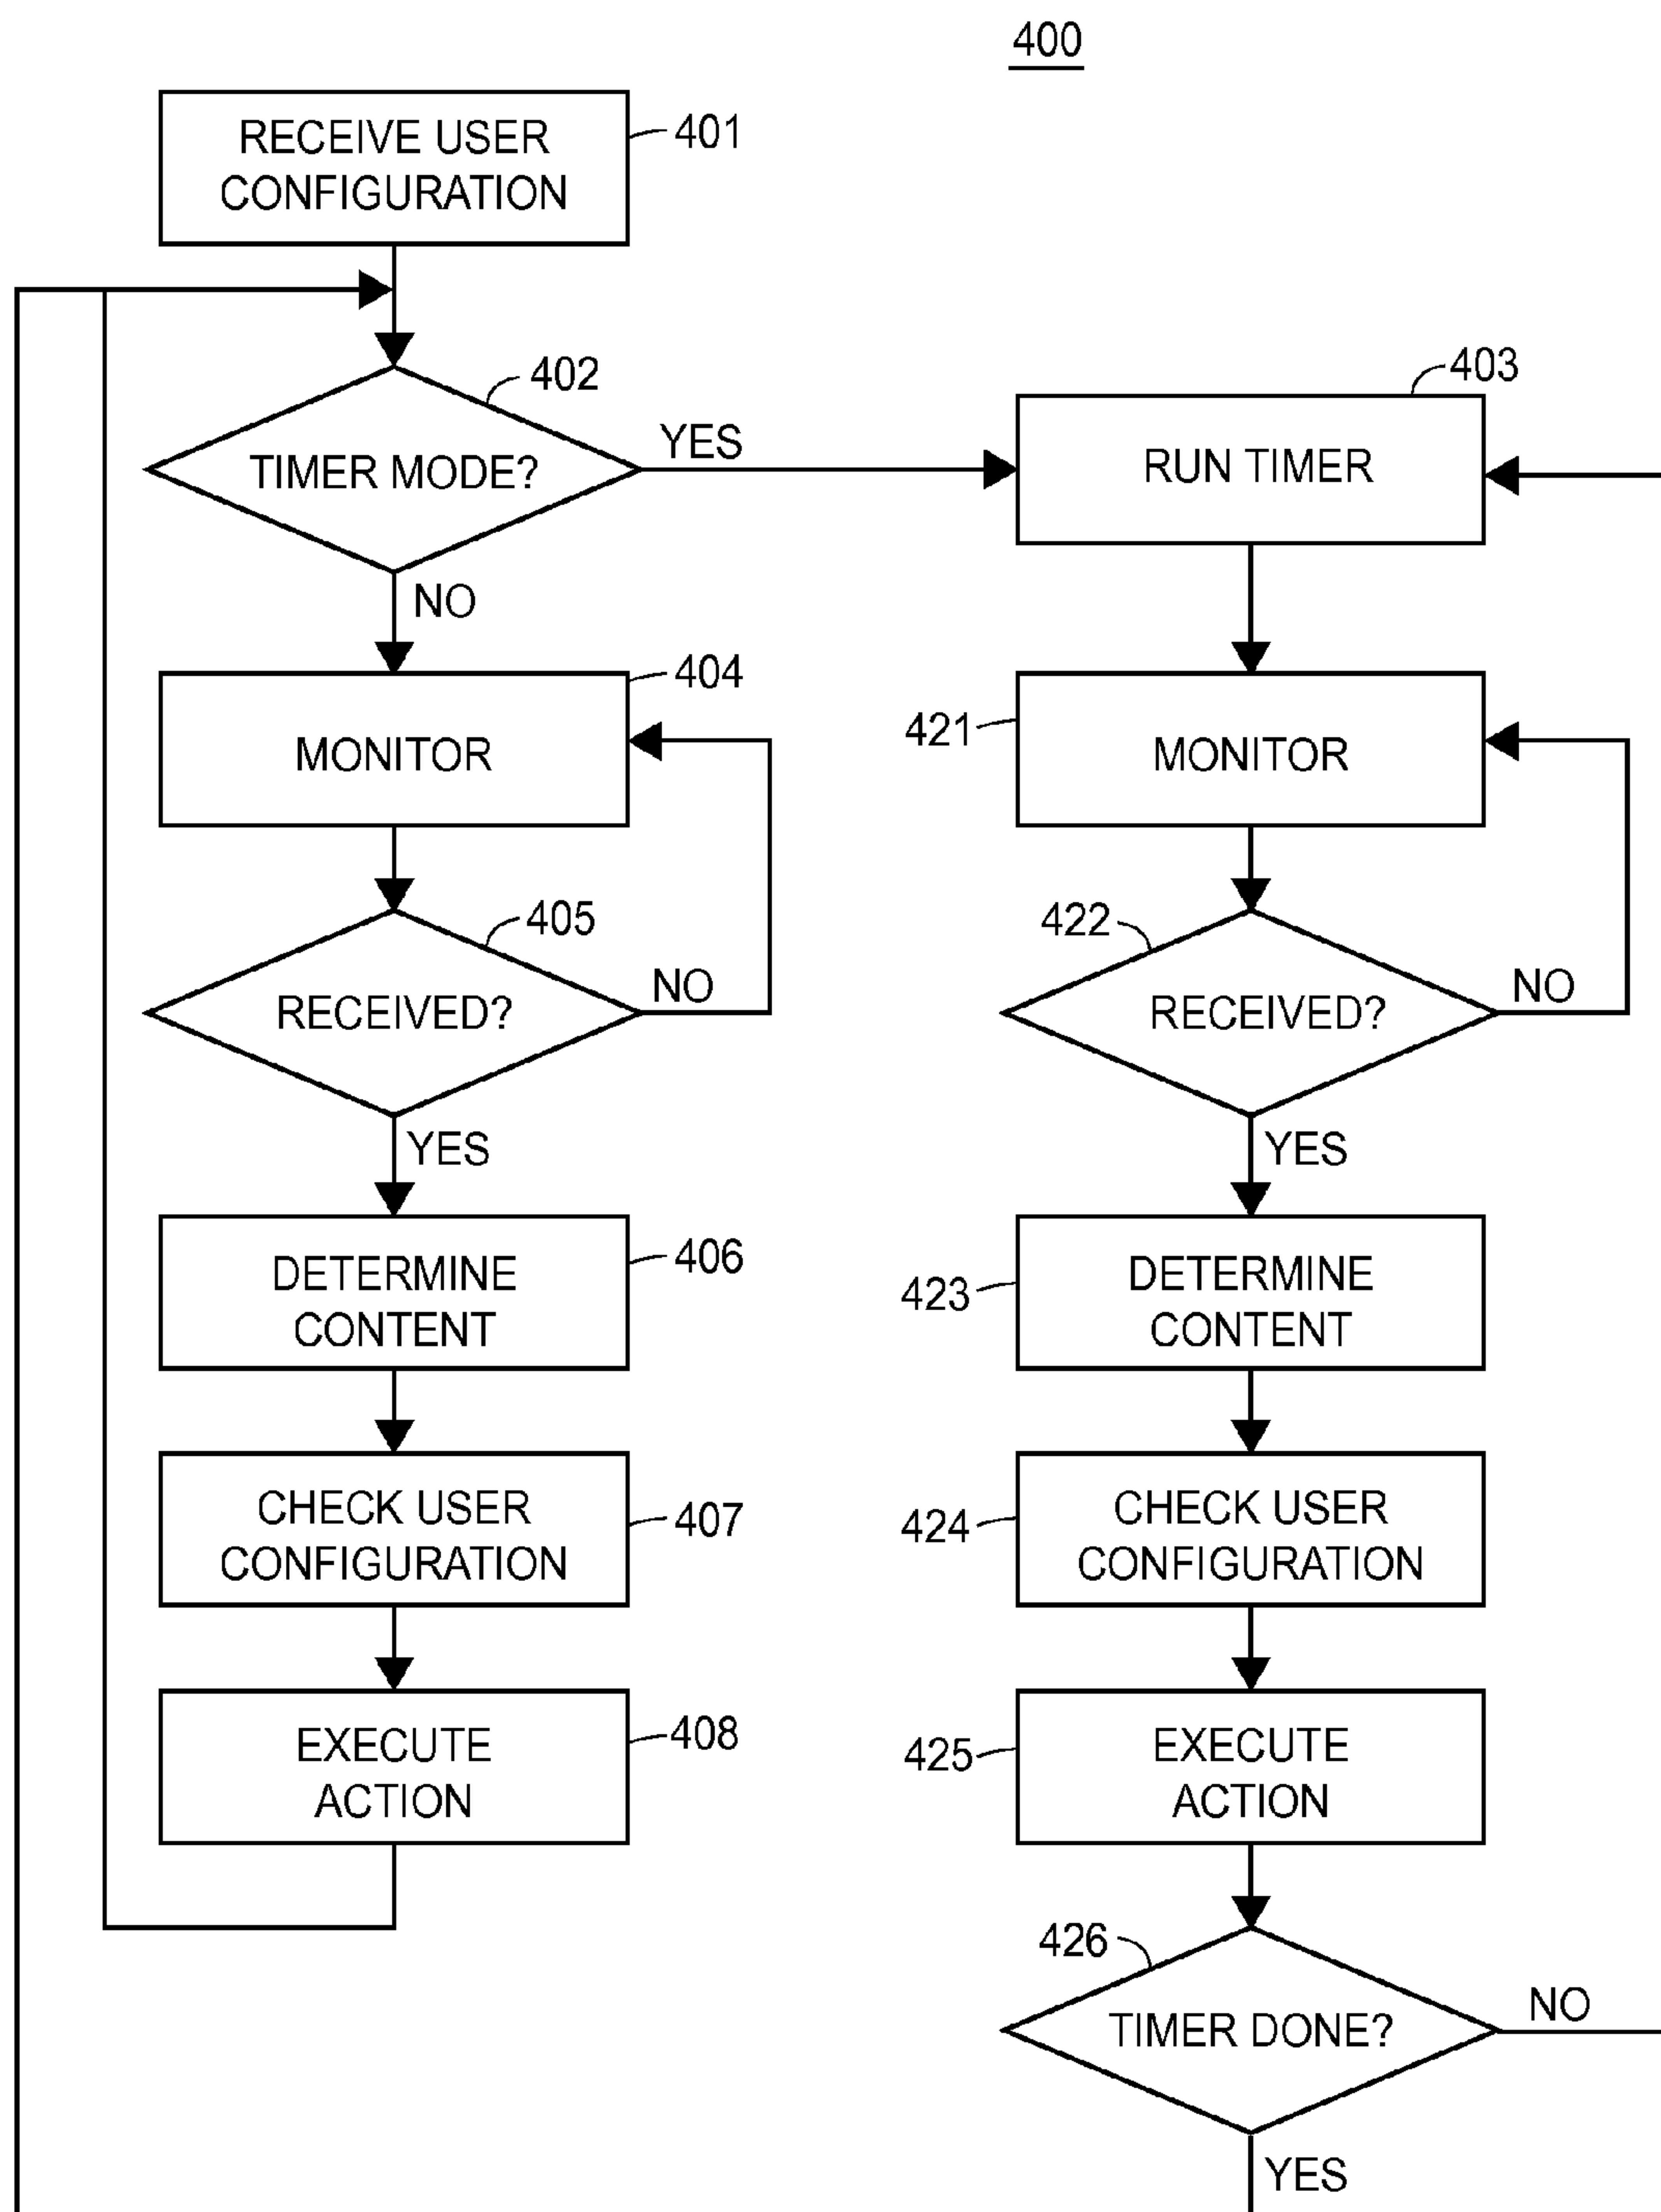 400
RECEIVE USER
CONFIGURATION
401
402
TIMER MODE?
YES
NO
403
RUN TIMER
404
MONITOR
405
RECEIVED?
NO
YES
406
DETERMINE
CONTENT
407
CHECK USER
CONFIGURATION
408
EXECUTE
ACTION
421
MONITOR
422
RECEIVED?
NO
YES
423
DETERMINE
CONTENT
424
CHECK USER
CONFIGURATION
425
EXECUTE
ACTION
426
TIMER DONE?
NO
YES